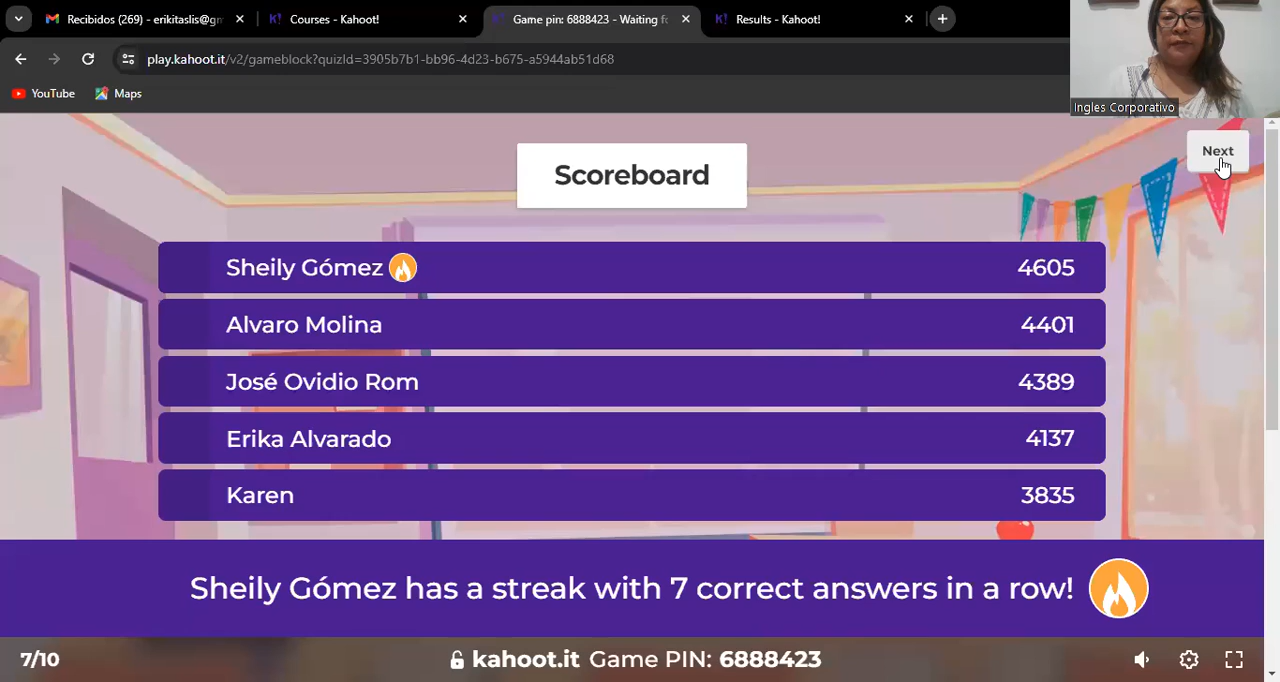 Recibidos (269) - erikitaslis@gm
Courses - Kahoot!
Game pin: 6888423 - Waiting fo
Results - Kahoot!
play.kahoot.it/v2/gameblock?quizId=3905b7b1-bb96-4d23-b675-a5944ab51d68
YouTube
Maps
Ingles Corporativo
Next
Scoreboard
Sheily Gómez 4605
Alvaro Molina 4401
José Ovidio Rom 4389
Erika Alvarado 4137
Karen 3835
Sheily Gómez has a streak with 7 correct answers in a row!
7/10
kahoot.it Game PIN: 6888423